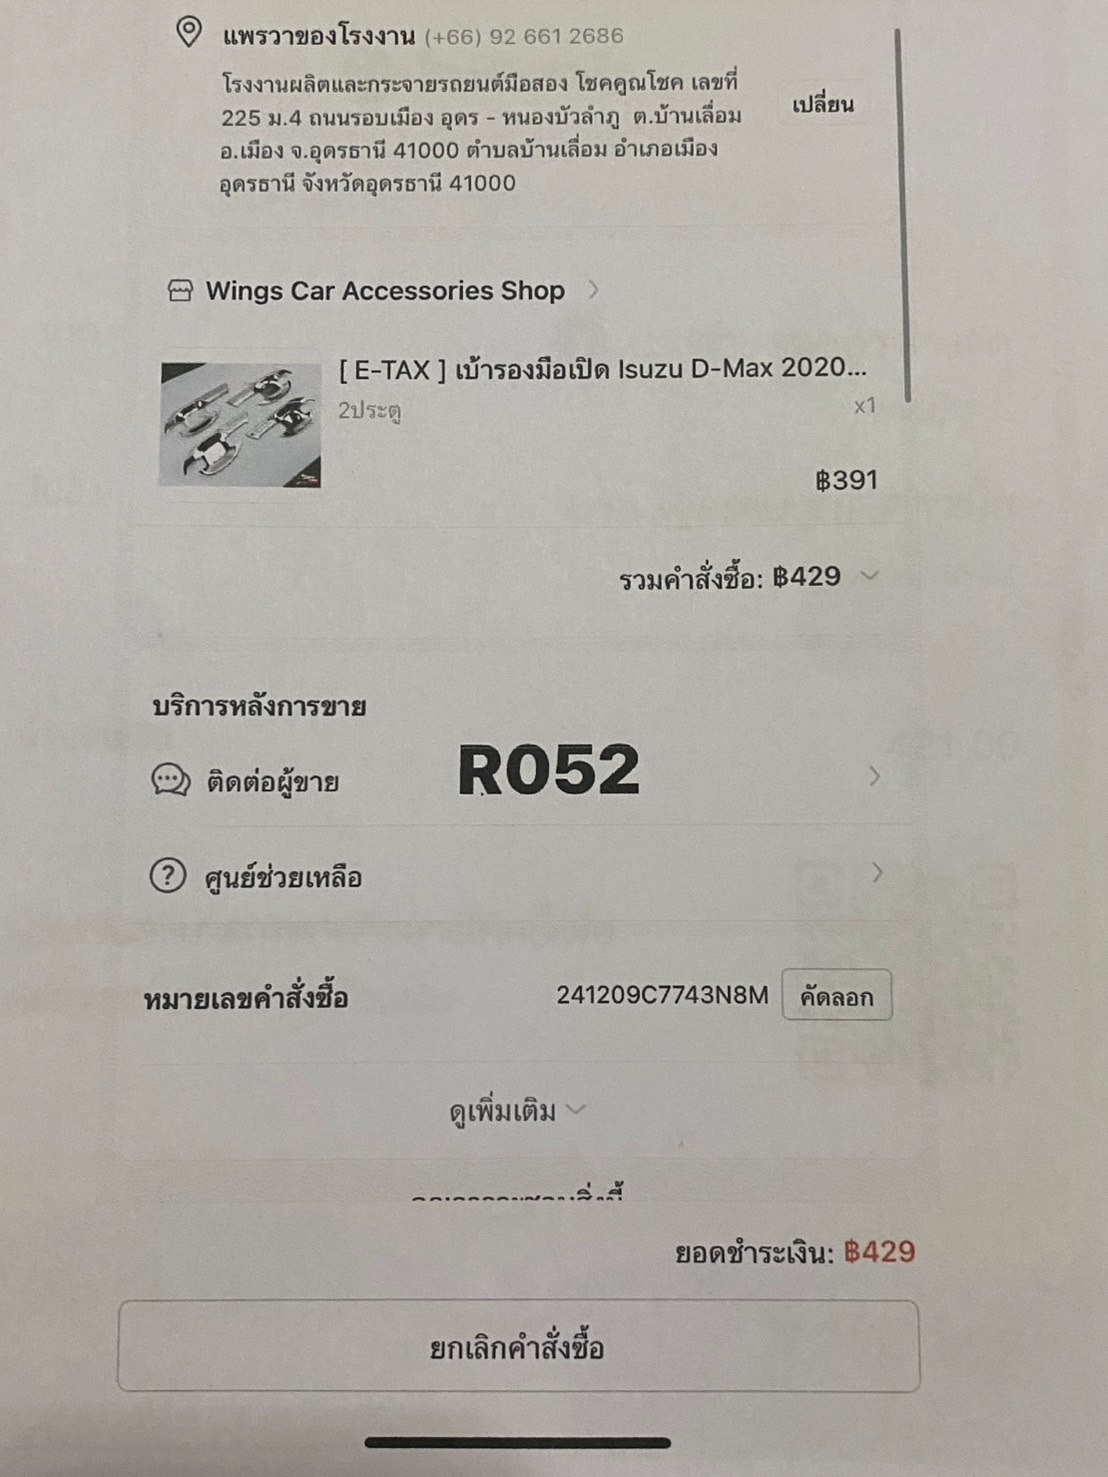 แพรวาของโรงงาน (+66) 92 661 2686
โรงงานผลิตและกระจายรถยนต์มือสอง โชคคูณโชค เลขที่
225 ม.4 ถนนรอบเมือง อุดร - หนองบัวลำภู ต.บ้านเลื่อม
อ.เมือง จ.อุดรธานี 41000 ตำบลบ้านเลื่อม อำเภอเมือง
อุดรธานี จังหวัดอุดรธานี 41000
เปลี่ยน
Wings Car Accessories Shop
[ E-TAX ] เบ้ารองมือเปิด Isuzu D-Max 2020...
2ประตู
x1
฿391
รวมคำสั่งซื้อ: ฿429
บริการหลังการขาย
ติดต่อผู้ขาย
R052
ศูนย์ช่วยเหลือ
หมายเลขคำสั่งซื้อ 241209C7743N8M คัดลอก
ดูเพิ่มเติม
ยอดชำระเงิน: ฿429
ยกเลิกคำสั่งซื้อ